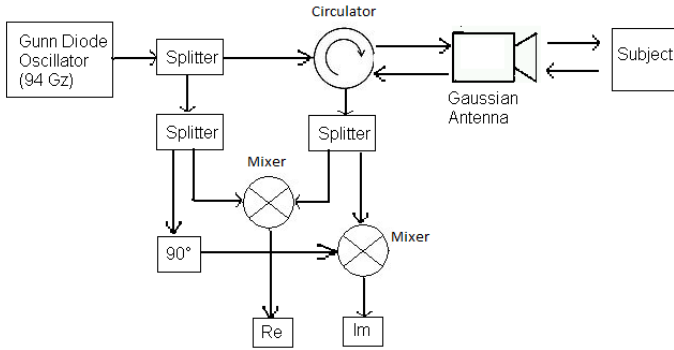 Circulator
Gunn Diode
Oscillator
(94 Gz)
Splitter
Subject
Gaussian
Antenna
Splitter
Splitter
Mixer
Mixer
90°
Re
Im